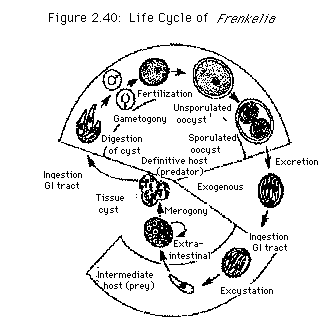 Figure 2.40: Life Cycle of Frenkelia
Fertilization
Gametogony
Unsporulated
oocyst
Digestion
of cyst
Sporulated
oocyst
Definitive host
(predator)
Excretion
Ingestion
GI tract
Exogenous
Tissue
cyst
Merogony
Ingestion
GI tract
Extra-
intestinal
Intermediate
host (prey)
Excystation